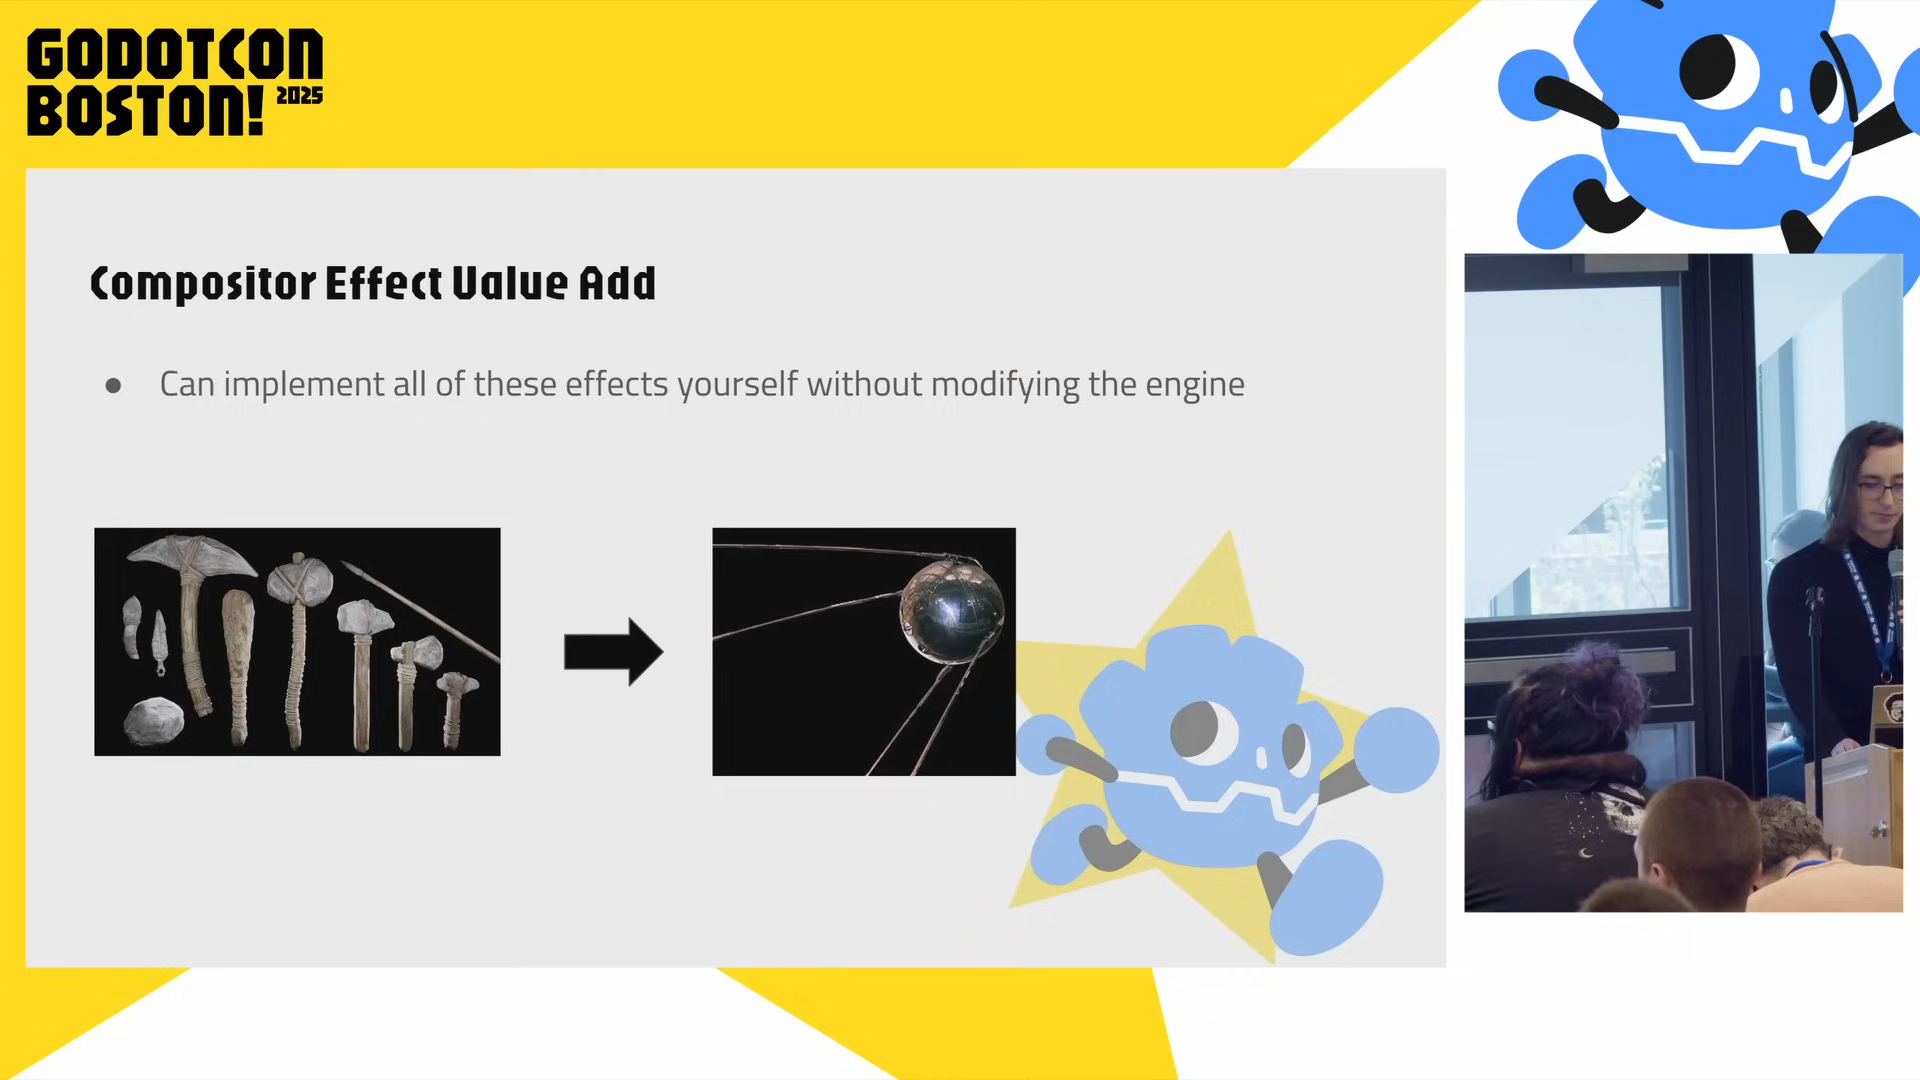 GODOTCON
BOSTON! 2025
Compositor Effect Value Add
● Can implement all of these effects yourself without modifying the engine